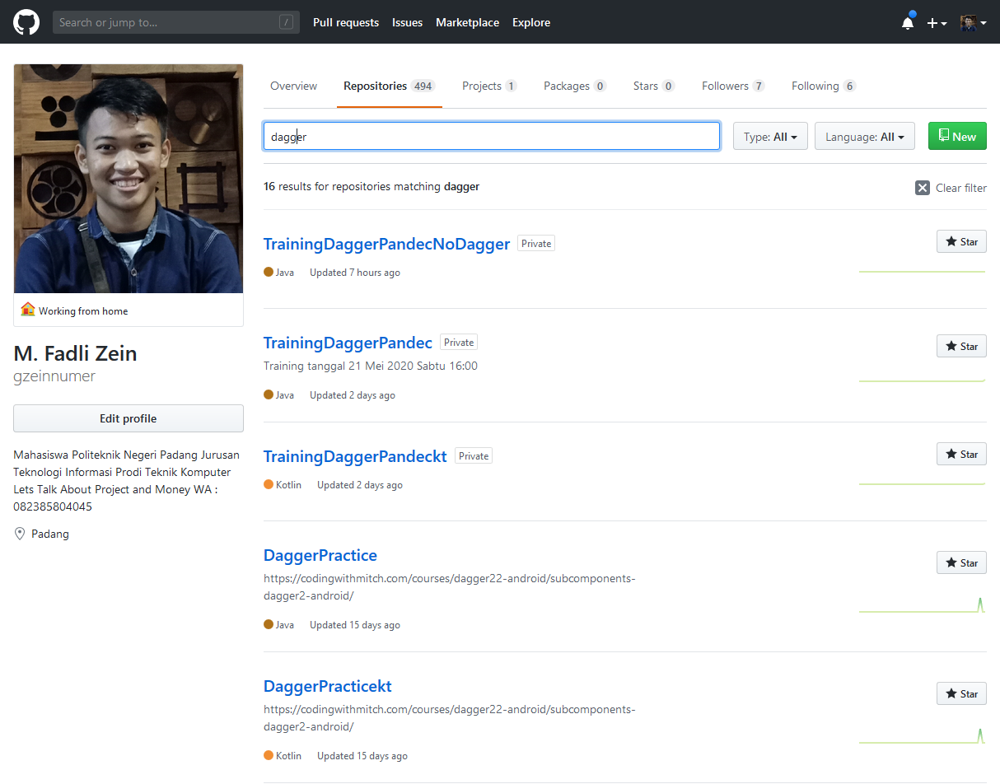 Search or jump to...
/
Pull requests
Issues
Marketplace
Explore
Working from home
M. Fadli Zein
gzeinnumer
Edit profile
Mahasiswa Politeknik Negeri Padang Jurusan
Teknologi Informasi Prodi Teknik Komputer
Lets Talk About Project and Money WA :
082385804045
Padang
Overview
Repositories 494
Projects 1
Packages 0
Stars 0
Followers 7
Following 6
dagger
Type: All
Language: All
New
16 results for repositories matching dagger
Clear filter
TrainingDaggerPandecNoDagger Private
Star
Java Updated 7 hours ago
TrainingDaggerPandec Private
Star
Training tanggal 21 Mei 2020 Sabtu 16:00
Java Updated 2 days ago
TrainingDaggerPandeckt Private
Star
Kotlin Updated 2 days ago
DaggerPractice
Star
https://codingwithmitch.com/courses/dagger22-android/subcomponents-
dagger2-android/
Java Updated 15 days ago
DaggerPracticekt
Star
https://codingwithmitch.com/courses/dagger22-android/subcomponents-
dagger2-android/
Kotlin Updated 15 days ago